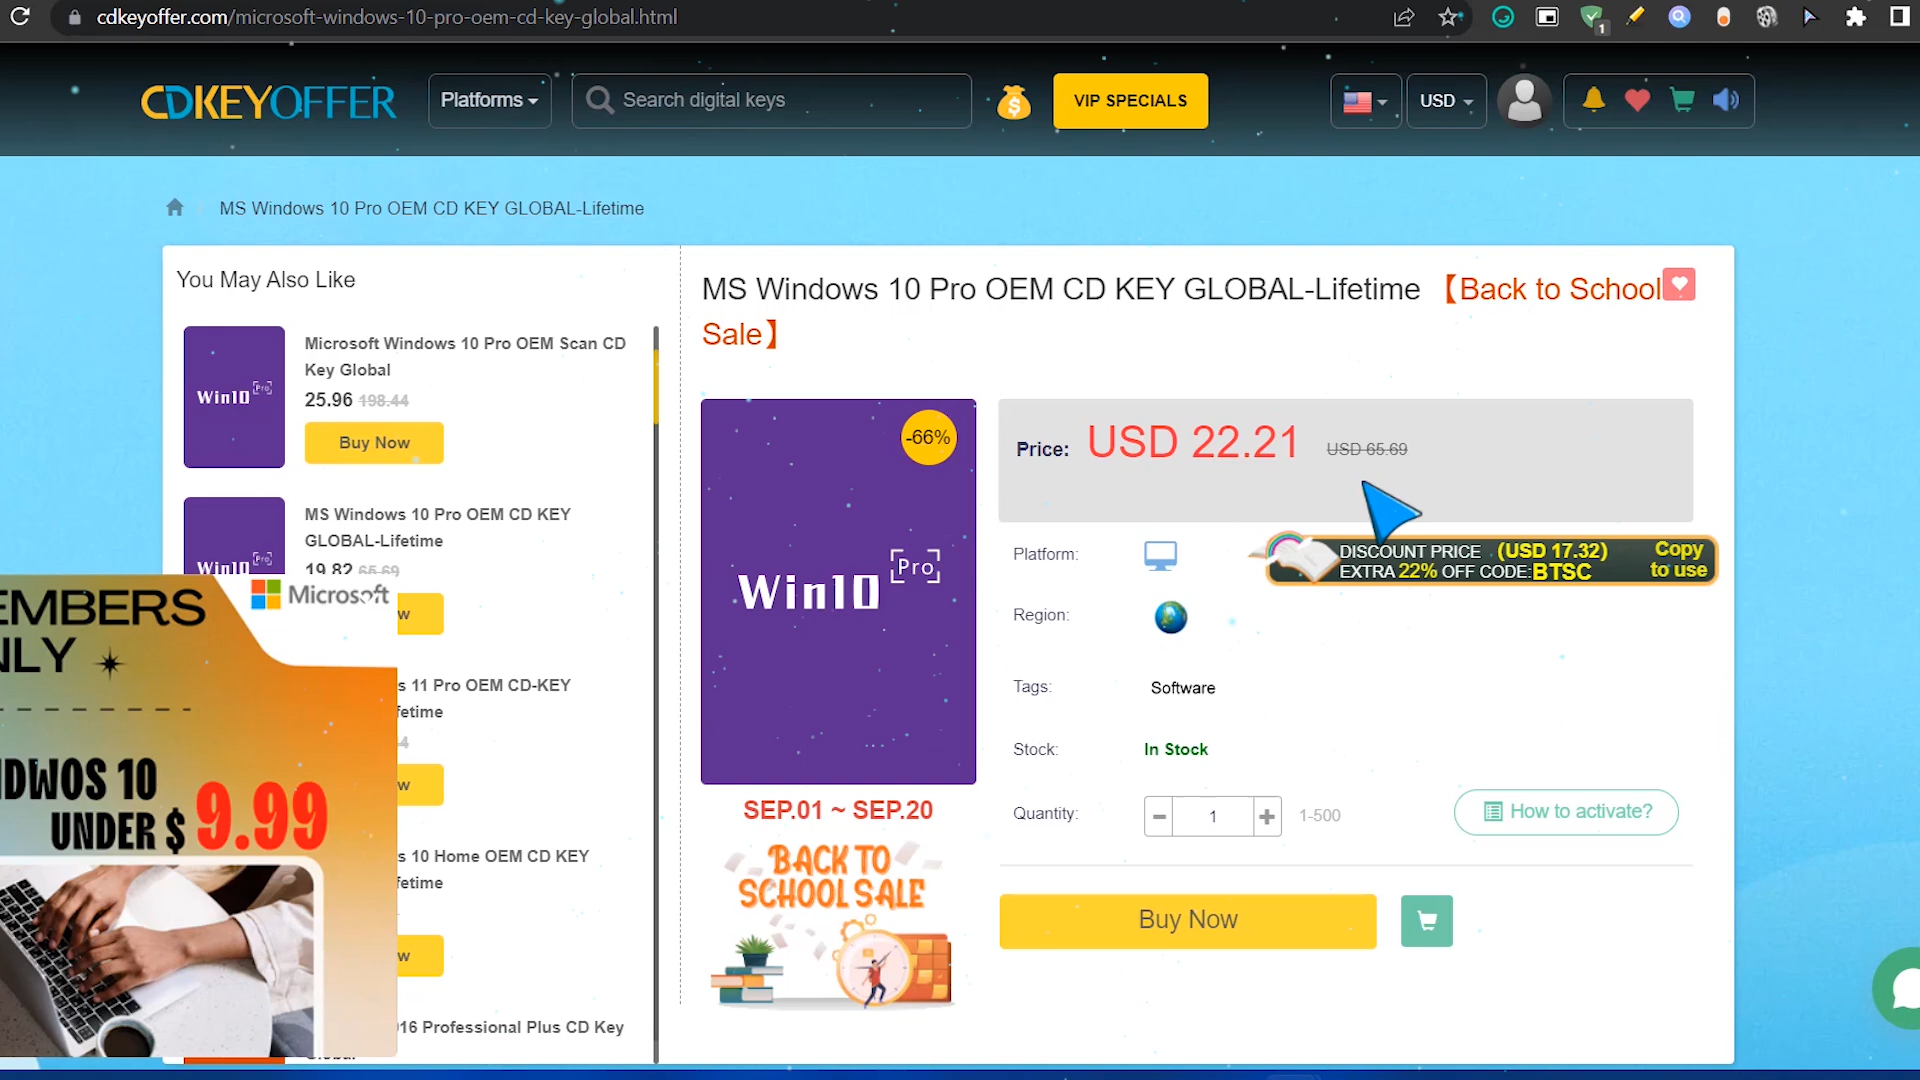 cdkeyoffer.com/microsoft-windows-10-pro-oem-cd-key-global.html
1
CDKEYOFFER
Platforms
Search digital keys
VIP SPECIALS
USD
MS Windows 10 Pro OEM CD KEY GLOBAL-Lifetime
You May Also Like
Win10 Pro
Microsoft Windows 10 Pro OEM Scan CD
Key Global
25.96 198.44
Buy Now
Win10 Pro
MS Windows 10 Pro OEM CD KEY
GLOBAL-Lifetime
19.82 65.69
w
s 11 Pro OEM CD-KEY
fetime
4
w
s 10 Home OEM CD KEY
fetime
w
16 Professional Plus CD Key
EMBERS
NLY
Microsoft
NDWOS 10
UNDER $ 9.99
MS Windows 10 Pro OEM CD KEY GLOBAL-Lifetime 【Back to School
Sale】
-66%
Win10 [Pro]
SEP.01 ~ SEP.20
BACK TO
SCHOOL SALE
Price: USD 22.21 USD 65.69
Platform:
DISCOUNT PRICE (USD 17.32)
EXTRA 22% OFF CODE:BTSC
Copy
to use
Region:
Tags: Software
Stock: In Stock
Quantity: − 1 + 1-500
How to activate?
Buy Now